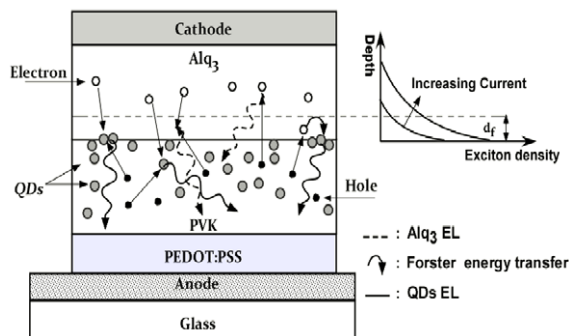 Cathode
Alq3
Electron
QDs
Hole
PVK
PEDOT:PSS
Anode
Glass
Depth
Increasing Current
df
Exciton density
: Alq3 EL
: Forster energy transfer
: QDs EL